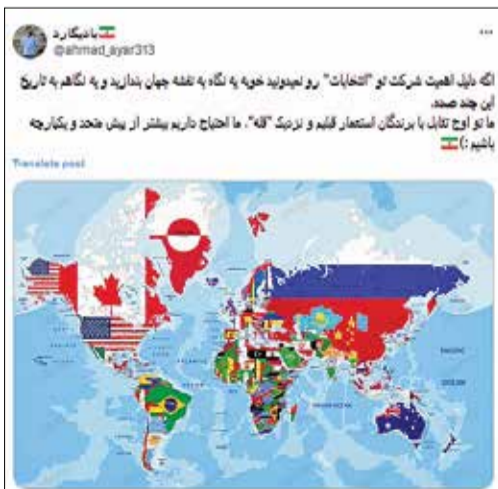 بادیگارد
@ahmad_ayar313
اگه دلیل اهمیت شرکت تو "انتخابات" رو نمیدونید خوبه یه نگاه به نقشه جهان بندازید و یه نگاهم به تاریخ
این چند صده.
ما تو اوج تقابل با برندگان استعمار قبلیم و نزدیک "قله". ما احتیاج داریم بیشتر از پیش متحد و یکپارچه
باشیم :)
Translate post